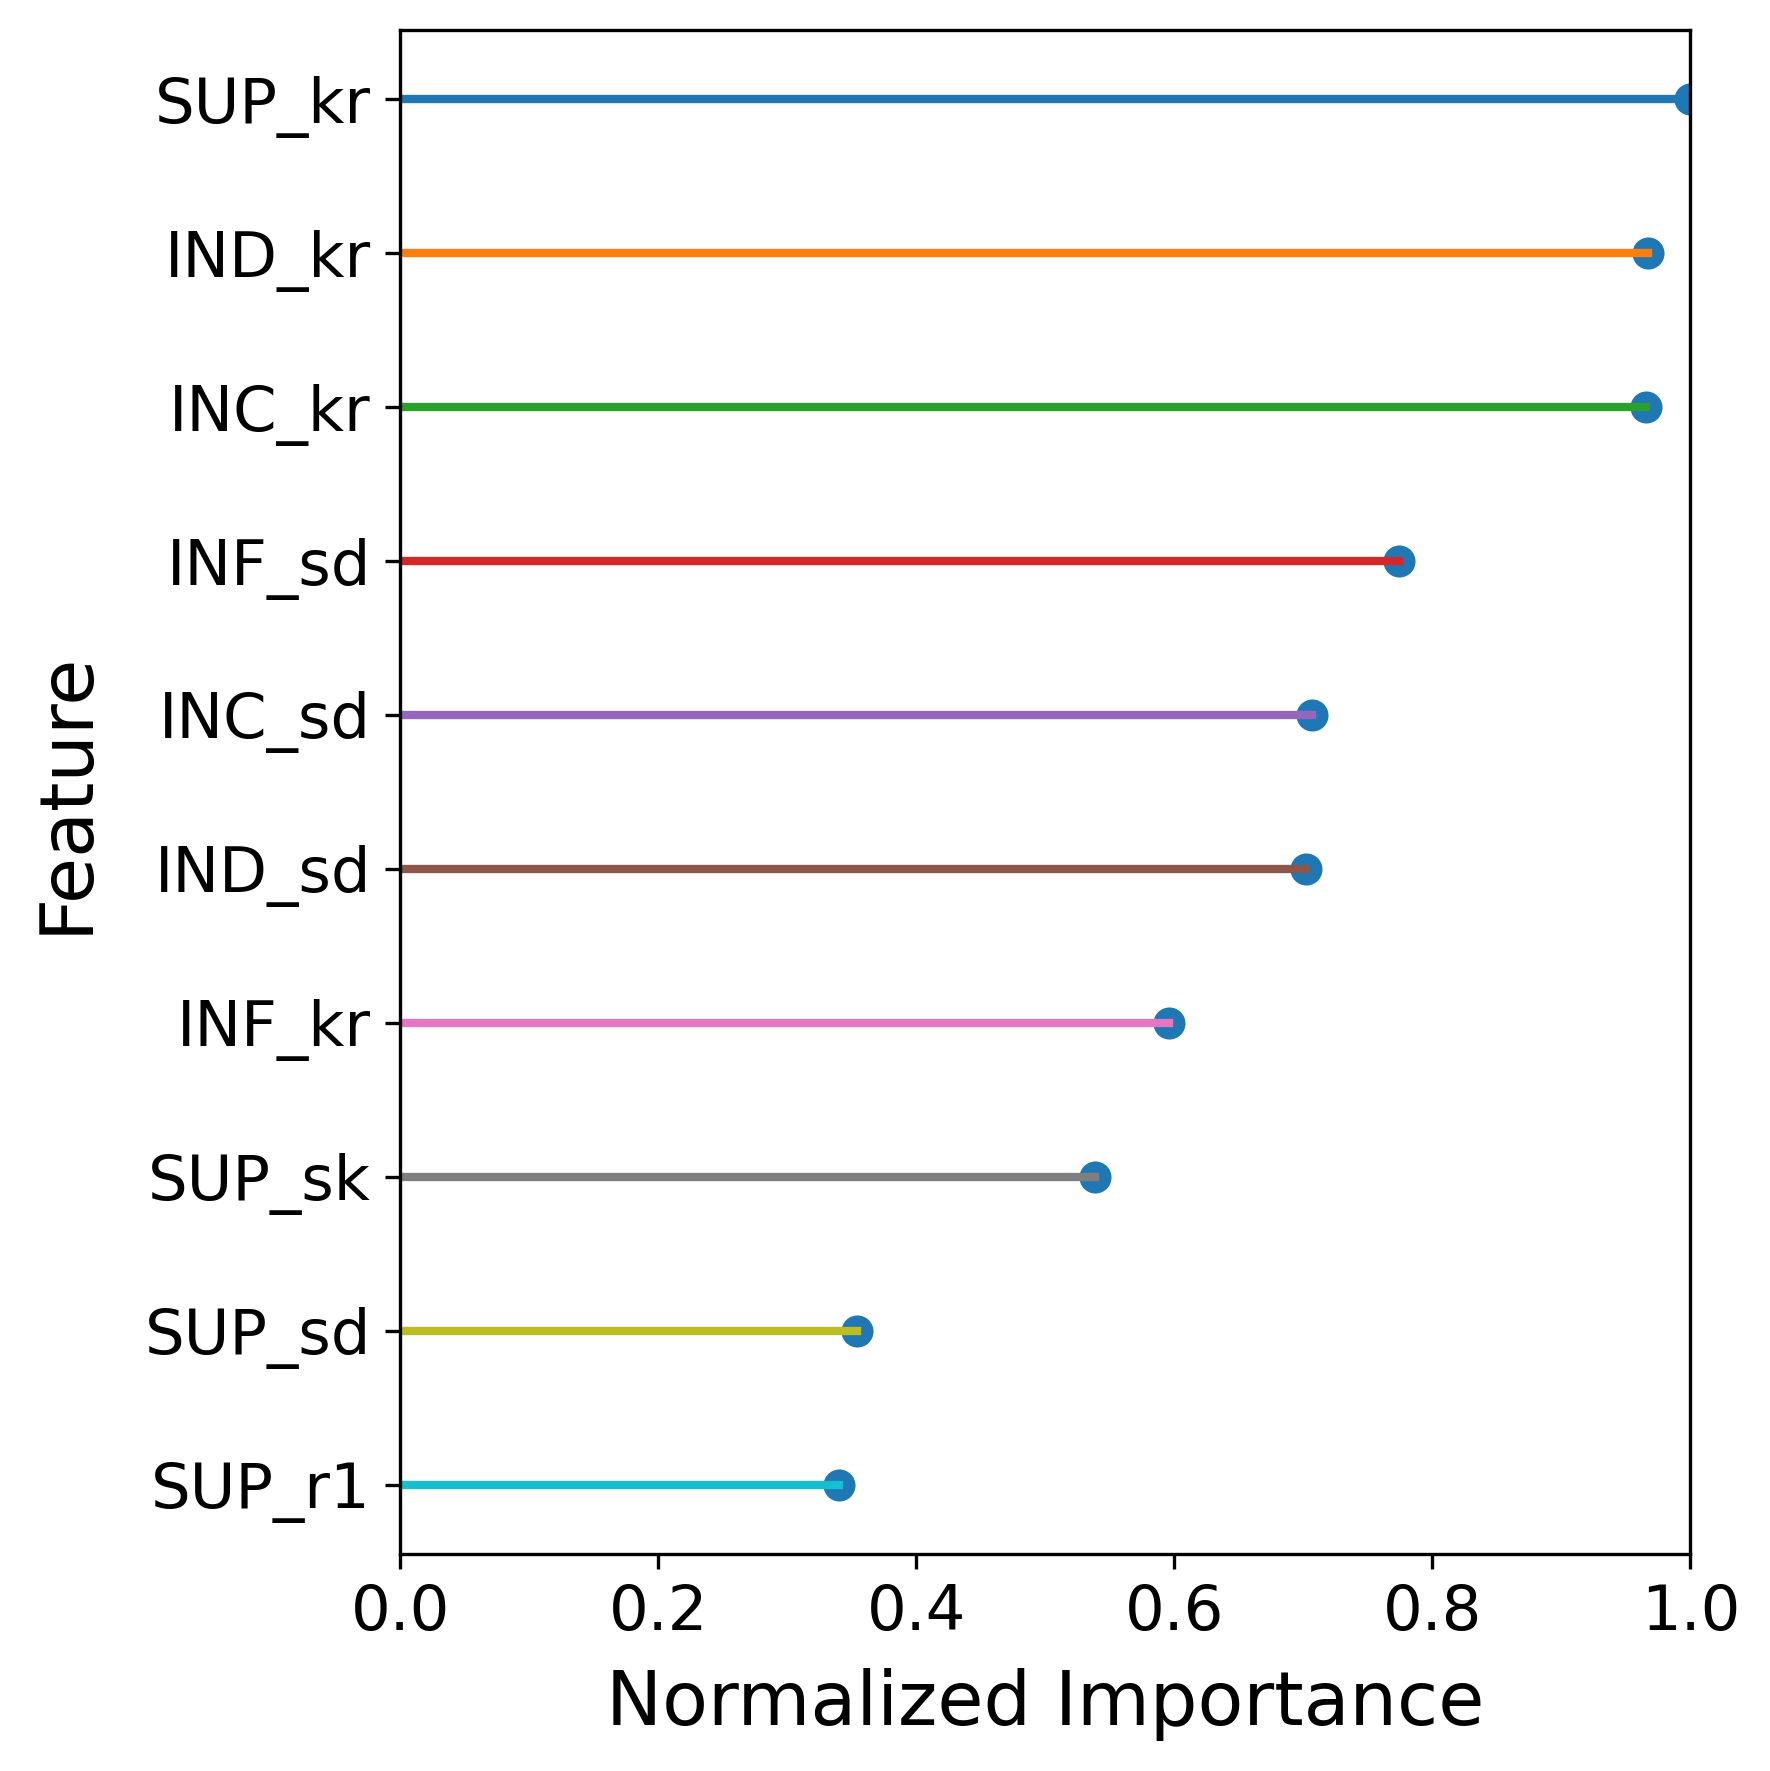 SUP_kr
IND_kr
INC_kr
INF_sd
INC_sd
IND_sd
INF_kr
SUP_sk
SUP_sd
SUP_r1
Feature
0.0 0.2 0.4 0.6 0.8 1.0
Normalized Importance